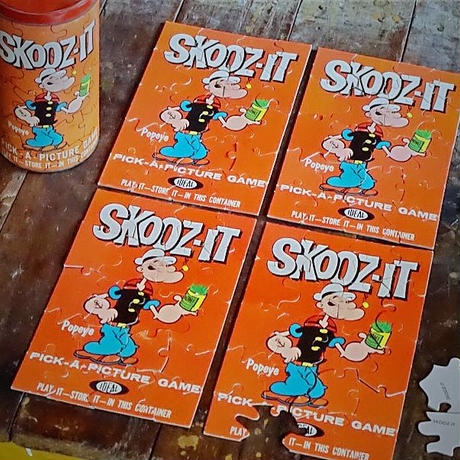 SKOOZ-IT
Popeye
PICK-A-PICTURE GAME
PLAY IT—STORE IT—IN THIS CONTAINER
SKOOZ-IT
Popeye
PICK-A-PICTURE GAME
IDEAL
PLAY IT—STORE IT—IN THIS CONTAINER
SKOOZ-IT
Popeye
PICK-A-PICTURE GAME
IDEAL
PLAY IT—STORE IT—IN THIS CONTAINER
SKOOZ-IT
Popeye
PICK-A-PICTURE GAME
IDEAL
PLAY IT—STORE IT—IN THIS CONTAINER
SKOOZ-IT
Popeye
PICK-A-PICTURE GAME
IDEAL
PLAY IT—IN THIS CONTAINER